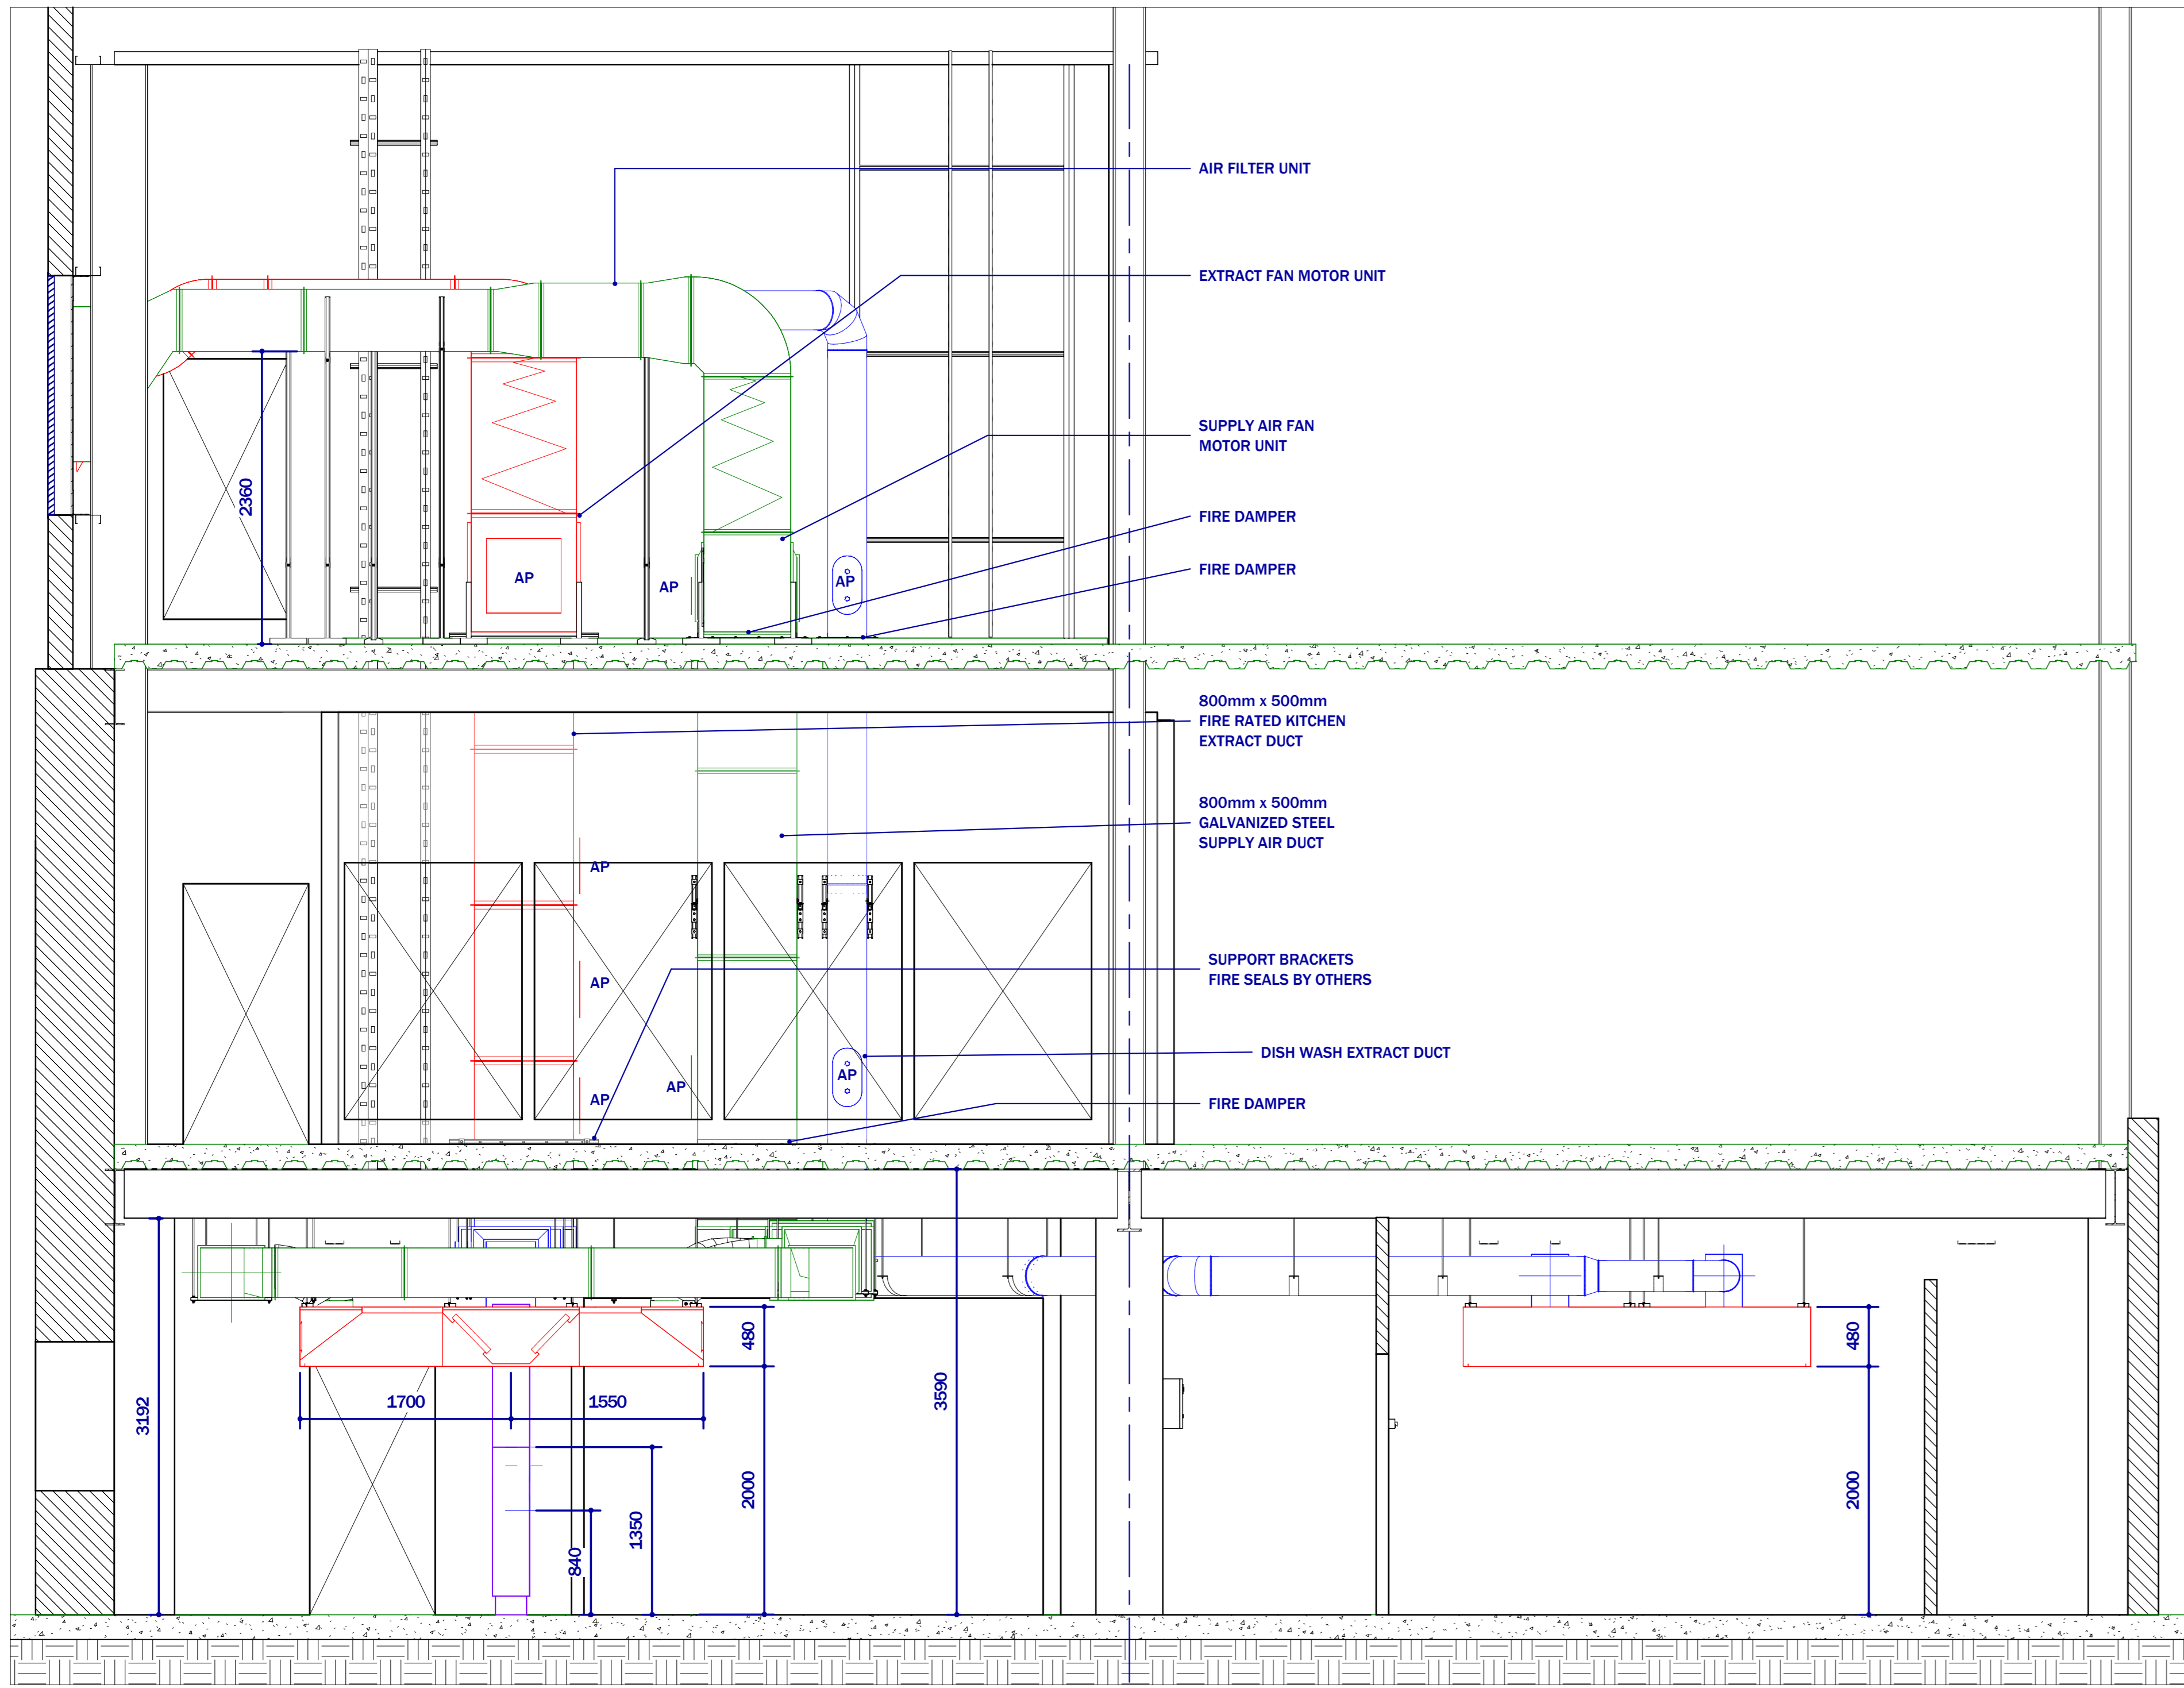 AIR FILTER UNIT
EXTRACT FAN MOTOR UNIT
SUPPLY AIR FAN
MOTOR UNIT
2360
FIRE DAMPER
AP
AP
AP
FIRE DAMPER
800mm x 500mm
FIRE RATED KITCHEN
EXTRACT DUCT
800mm x 500mm
GALVANIZED STEEL
SUPPLY AIR DUCT
AP
SUPPORT BRACKETS
FIRE SEALS BY OTHERS
AP
DISH WASH EXTRACT DUCT
AP
AP
AP
FIRE DAMPER
480
480
1700
1550
3192
3590
2000
2000
1350
840